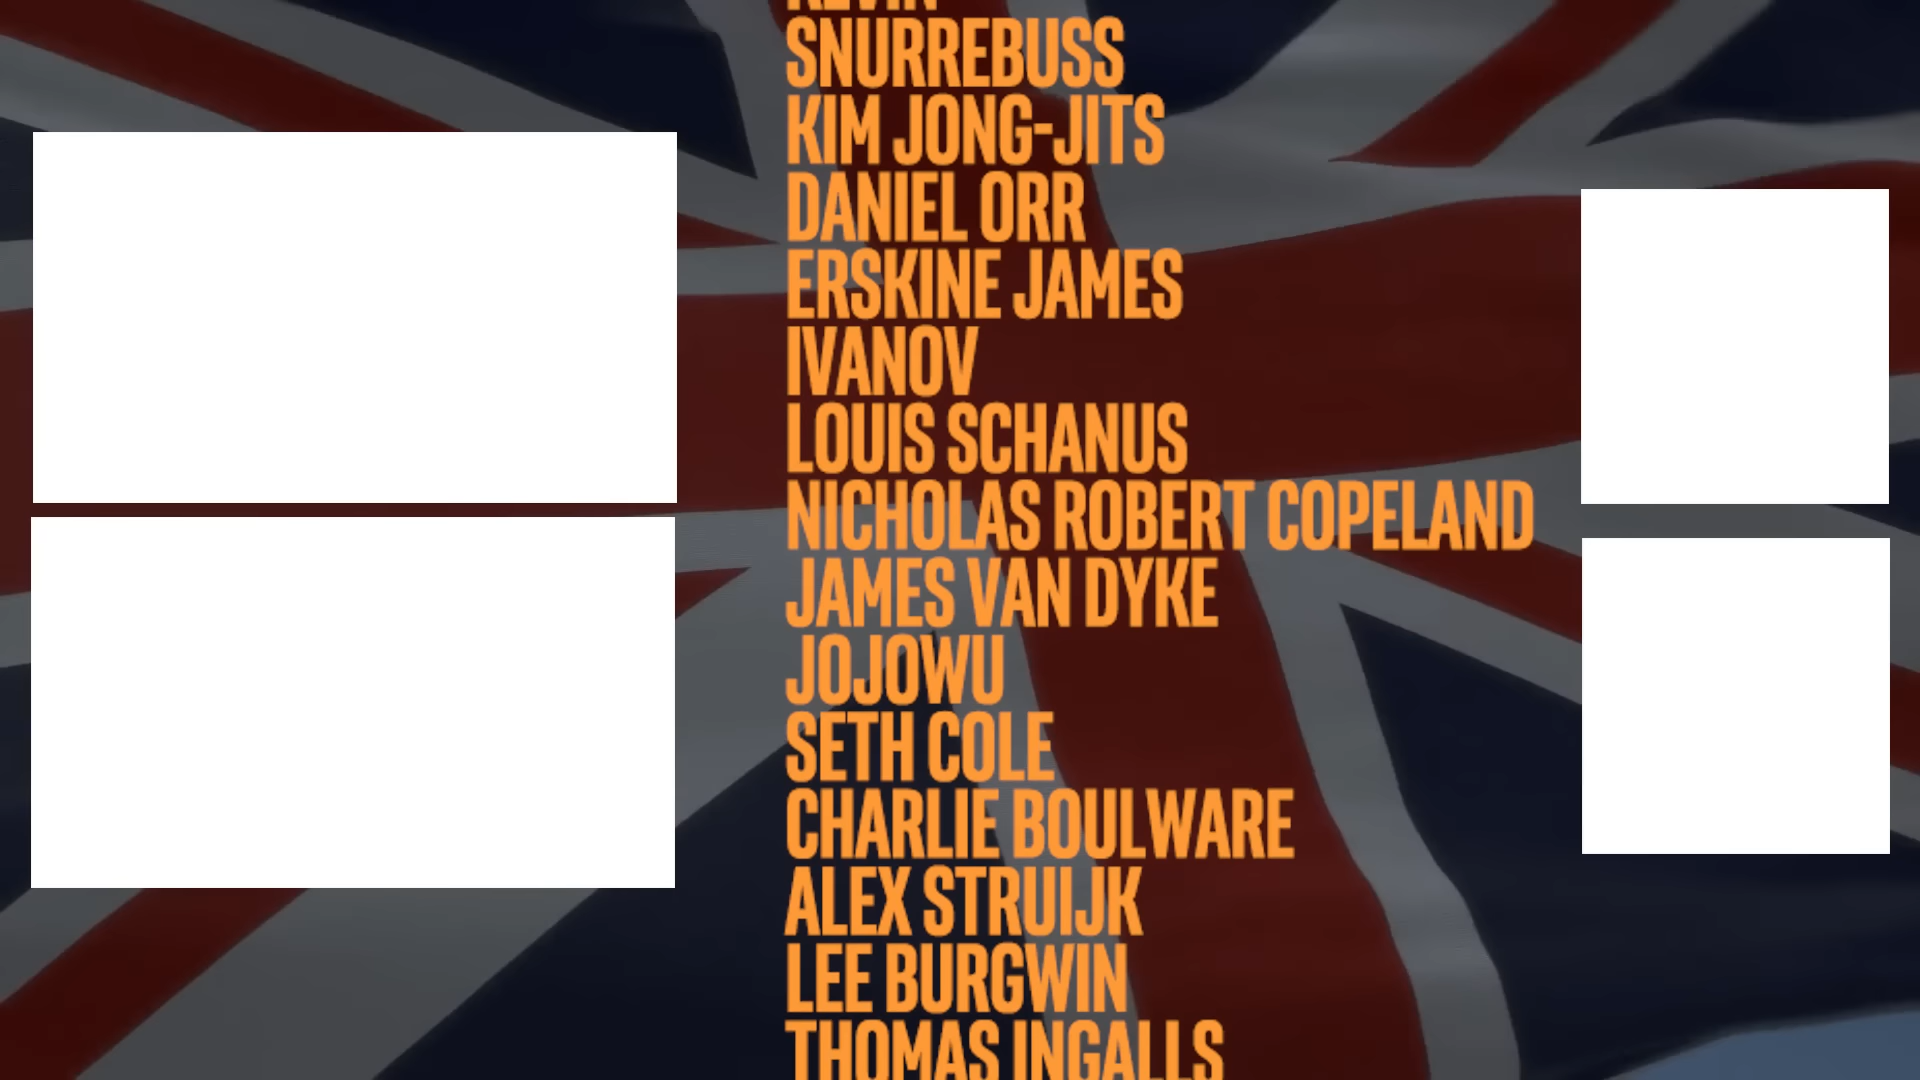 KEVIN
SNURREBUSS
KIM JONG-JITS
DANIEL ORR
ERSKINE JAMES
IVANOV
LOUIS SCHANUS
NICHOLAS ROBERT COPELAND
JAMES VAN DYKE
JOJOWU
SETH COLE
CHARLIE BOULWARE
ALEX STRUIJK
LEE BURGWIN
THOMAS INGALLS